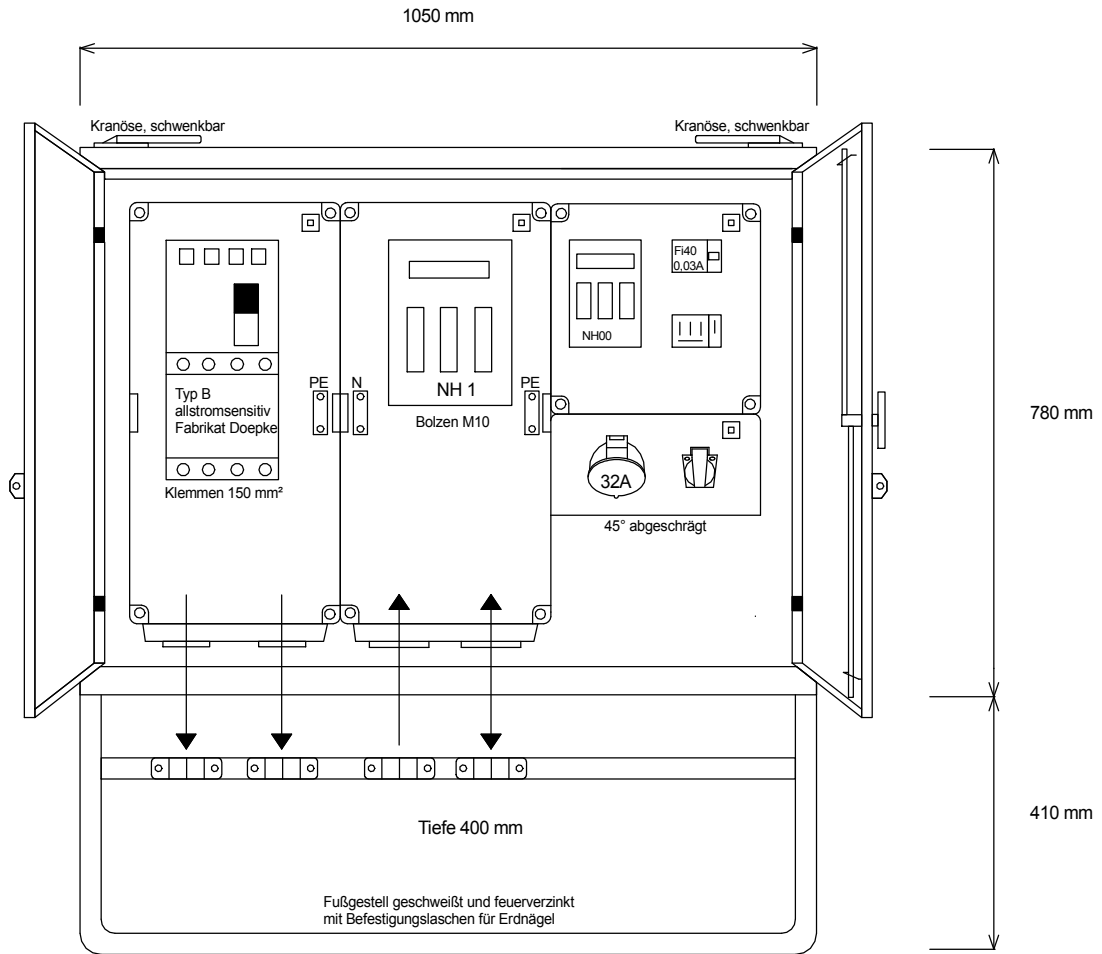 1050 mm
Kranöse, schwenkbar
Kranöse, schwenkbar
Fi40
0,03A
NH00
PE
N
PE
NH 1
Bolzen M10
Typ B
allstromsensitiv
Fabrikat Doepke
Klemmen 150 mm²
32A
45° abgeschrägt
780 mm
Tiefe 400 mm
410 mm
Fußgestell geschweißt und feuerverzinkt
mit Befestigungslaschen für Erdnägel